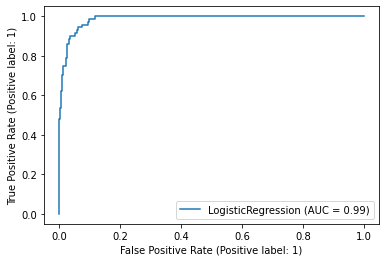 True Positive Rate (Positive label: 1)
1.0
0.8
0.6
0.4
0.2
0.0
LogisticRegression (AUC = 0.99)
0.0 0.2 0.4 0.6 0.8 1.0
False Positive Rate (Positive label: 1)